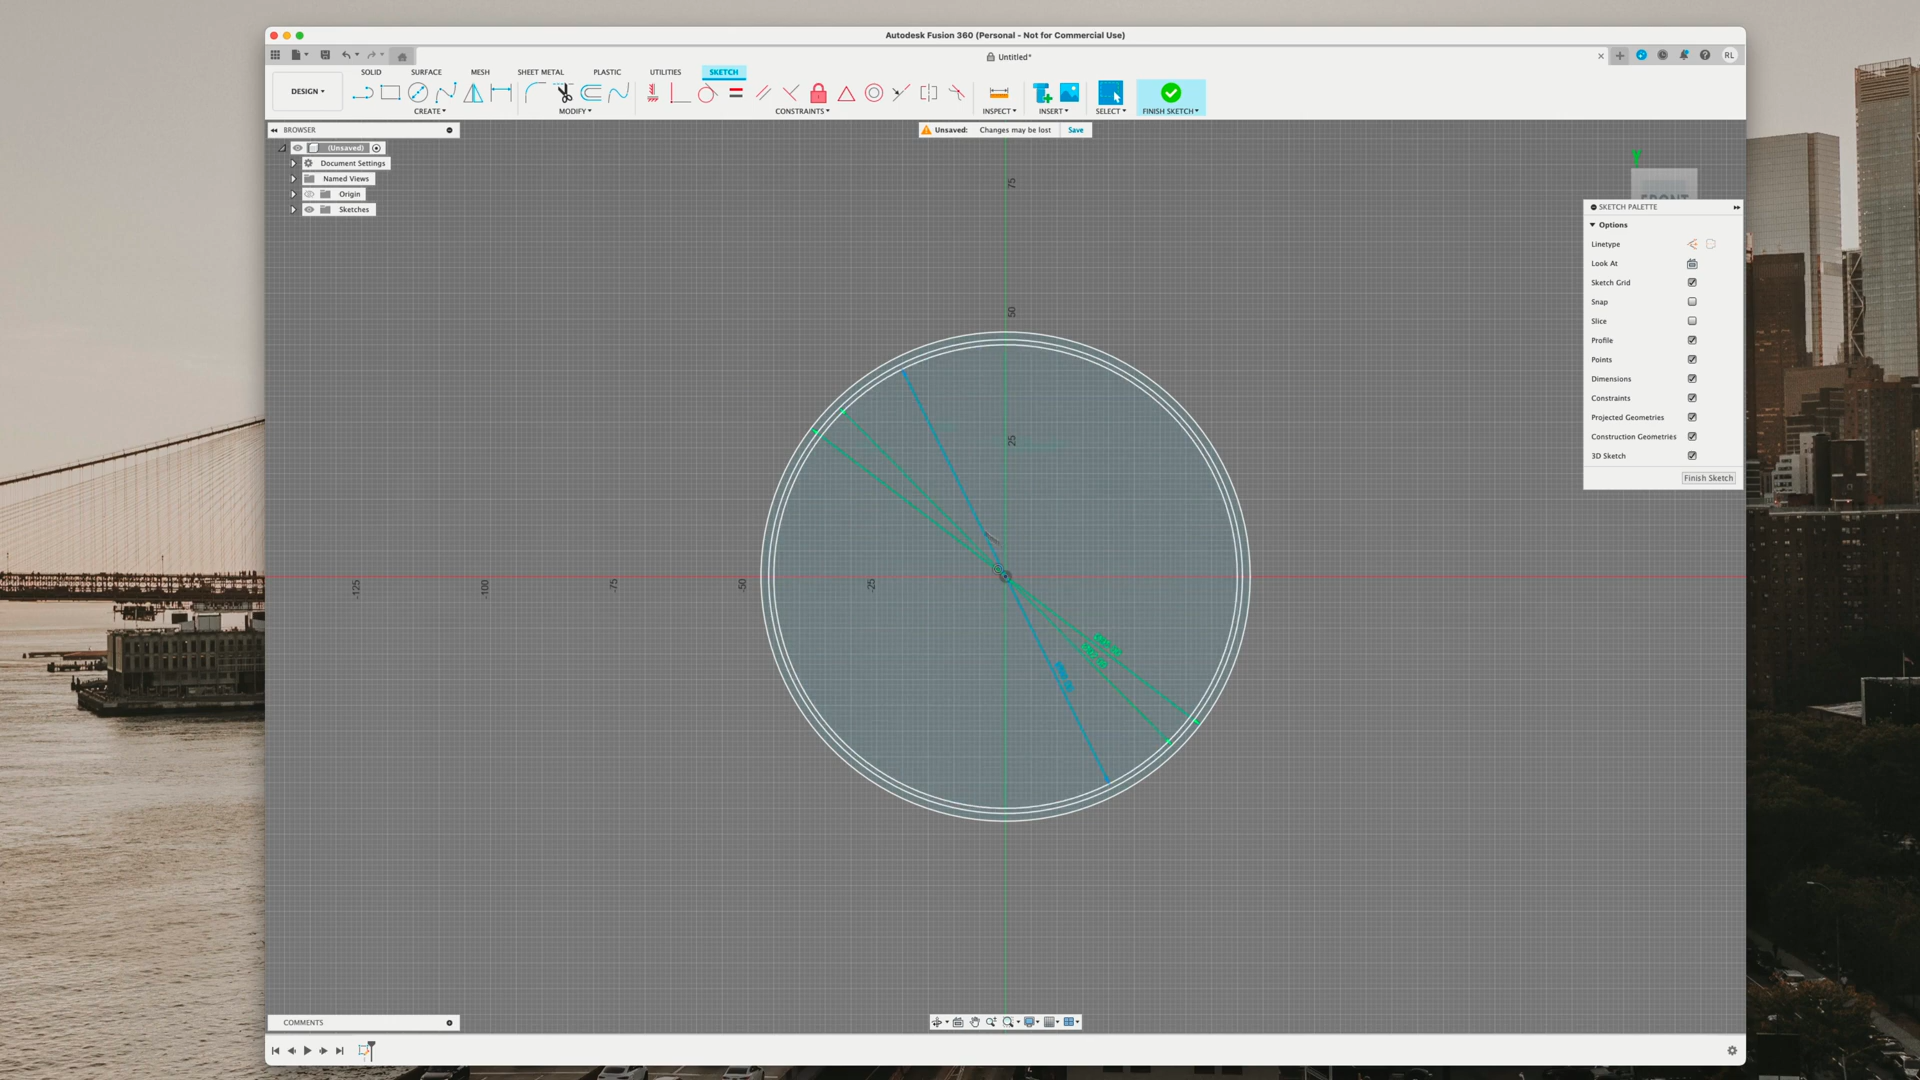 Autodesk Fusion 360 (Personal - Not for Commercial Use)
Untitled*
RL
SOLID
SURFACE
MESH
SHEET METAL
PLASTIC
UTILITIES
SKETCH
DESIGN
CREATE
MODIFY
CONSTRAINTS
INSPECT
INSERT
SELECT
FINISH SKETCH
BROWSER
Unsaved: Changes may be lost Save
(Unsaved)
Document Settings
Named Views
Origin
Sketches
75
50
25
-125
-100
-75
-50
-25
Y
FRONT
SKETCH PALETTE
Options
Linetype
Look At
Sketch Grid
Snap
Slice
Profile
Points
Dimensions
Constraints
Projected Geometries
Construction Geometries
3D Sketch
Finish Sketch
COMMENTS